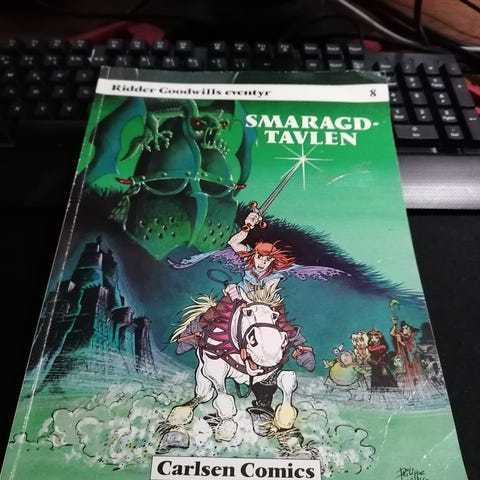 Ridder Goodwills eventyr 8
SMARAGD-
TAVLEN
Carlsen Comics